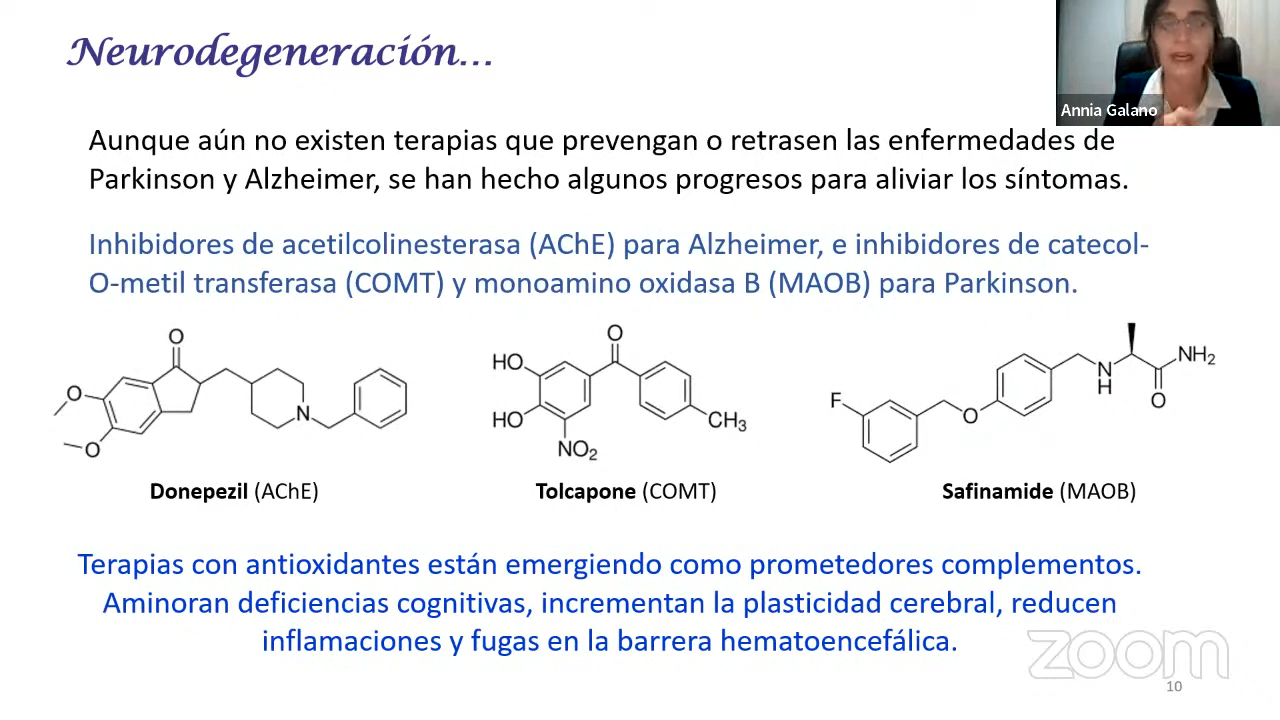 Neurodegeneración...
Annia Galano
Aunque aún no existen terapias que prevengan o retrasen las enfermedades de
Parkinson y Alzheimer, se han hecho algunos progresos para aliviar los síntomas.
Inhibidores de acetilcolinesterasa (AChE) para Alzheimer, e inhibidores de catecol-
O-metil transferasa (COMT) y monoamino oxidasa B (MAOB) para Parkinson.
O
O
O
N
O
HO
HO
NO₂
CH₃
F
O
N
H
NH₂
O
Donepezil (AChE)
Tolcapone (COMT)
Safinamide (MAOB)
Terapias con antioxidantes están emergiendo como prometedores complementos.
Aminoran deficiencias cognitivas, incrementan la plasticidad cerebral, reducen
inflamaciones y fugas en la barrera hematoencefálica.
zoom
10